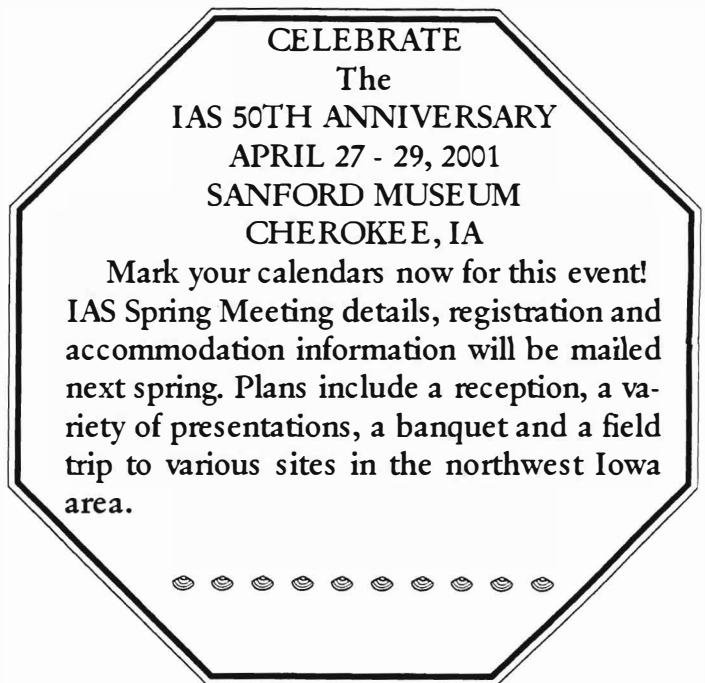 CELEBRATE
The
IAS 50TH ANNIVERSARY
APRIL 27 - 29, 2001
SANFORD MUSEUM
CHEROKEE, IA
Mark your calendars now for this event!
IAS Spring Meeting details, registration and
accommodation information will be mailed
next spring. Plans include a reception, a va-
riety of presentations, a banquet and a field
trip to various sites in the northwest Iowa
area.